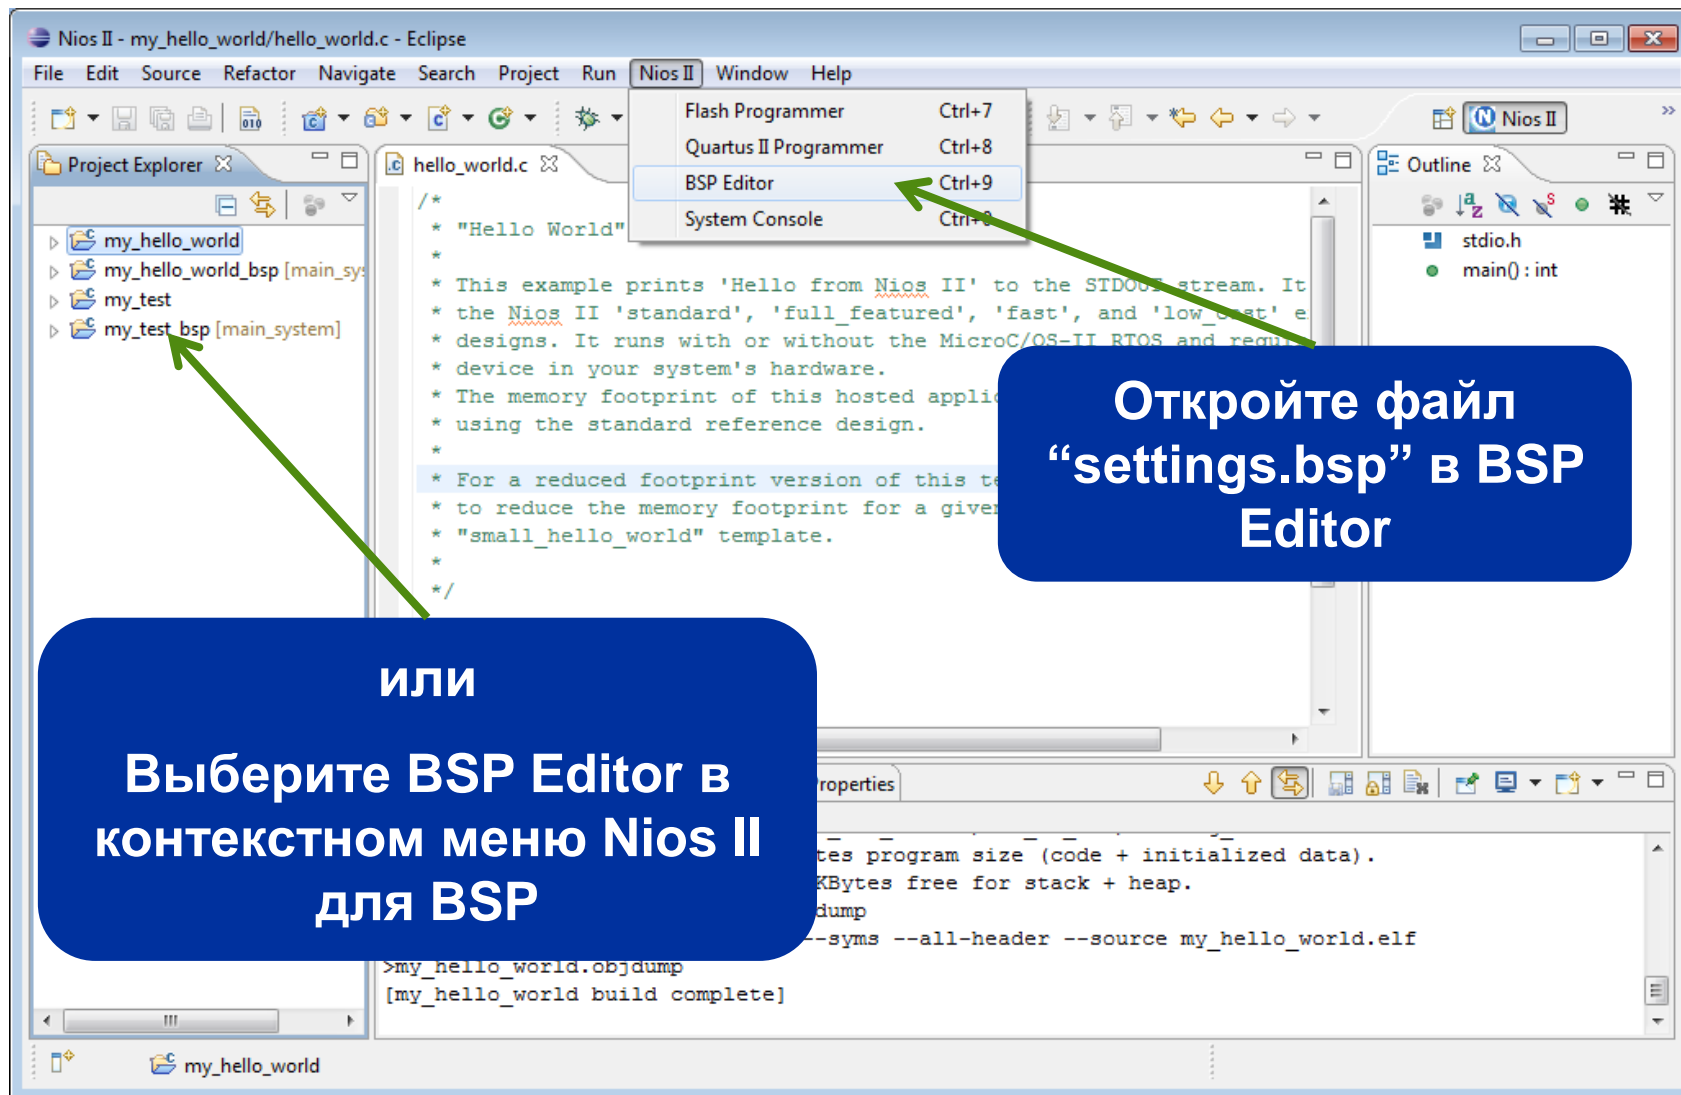 Nios II - my_hello_world/hello_world.c - Eclipse
File Edit Source Refactor Navigate Search Project Run Nios II Window Help
Flash Programmer Ctrl+7
Quartus II Programmer Ctrl+8
BSP Editor Ctrl+9
System Console
Nios II
Project Explorer
my_hello_world
my_hello_world_bsp [main_sys
my_test
my_test_bsp [main_system]
hello_world.c
/*
* "Hello World"
*
* This example prints 'Hello from Nios II' to the STDOUT stream. It
* the Nios II 'standard', 'full_featured', 'fast', and 'low_cost' e
* designs. It runs with or without the MicroC/OS-II RTOS and requi
* device in your system's hardware.
* The memory footprint of this hosted applic
* using the standard reference design.
*
* For a reduced footprint version of this te
* to reduce the memory footprint for a given
* "small_hello_world" template.
*
*/
Outline
stdio.h
main() : int
Откройте файл
“settings.bsp” в BSP
Editor
или
Выберите BSP Editor в
контекстном меню Nios II
для BSP
roperties
tes program size (code + initialized data).
KBytes free for stack + heap.
dump
--syms --all-header --source my_hello_world.elf
>my_hello_world.objdump
[my_hello_world build complete]
my_hello_world